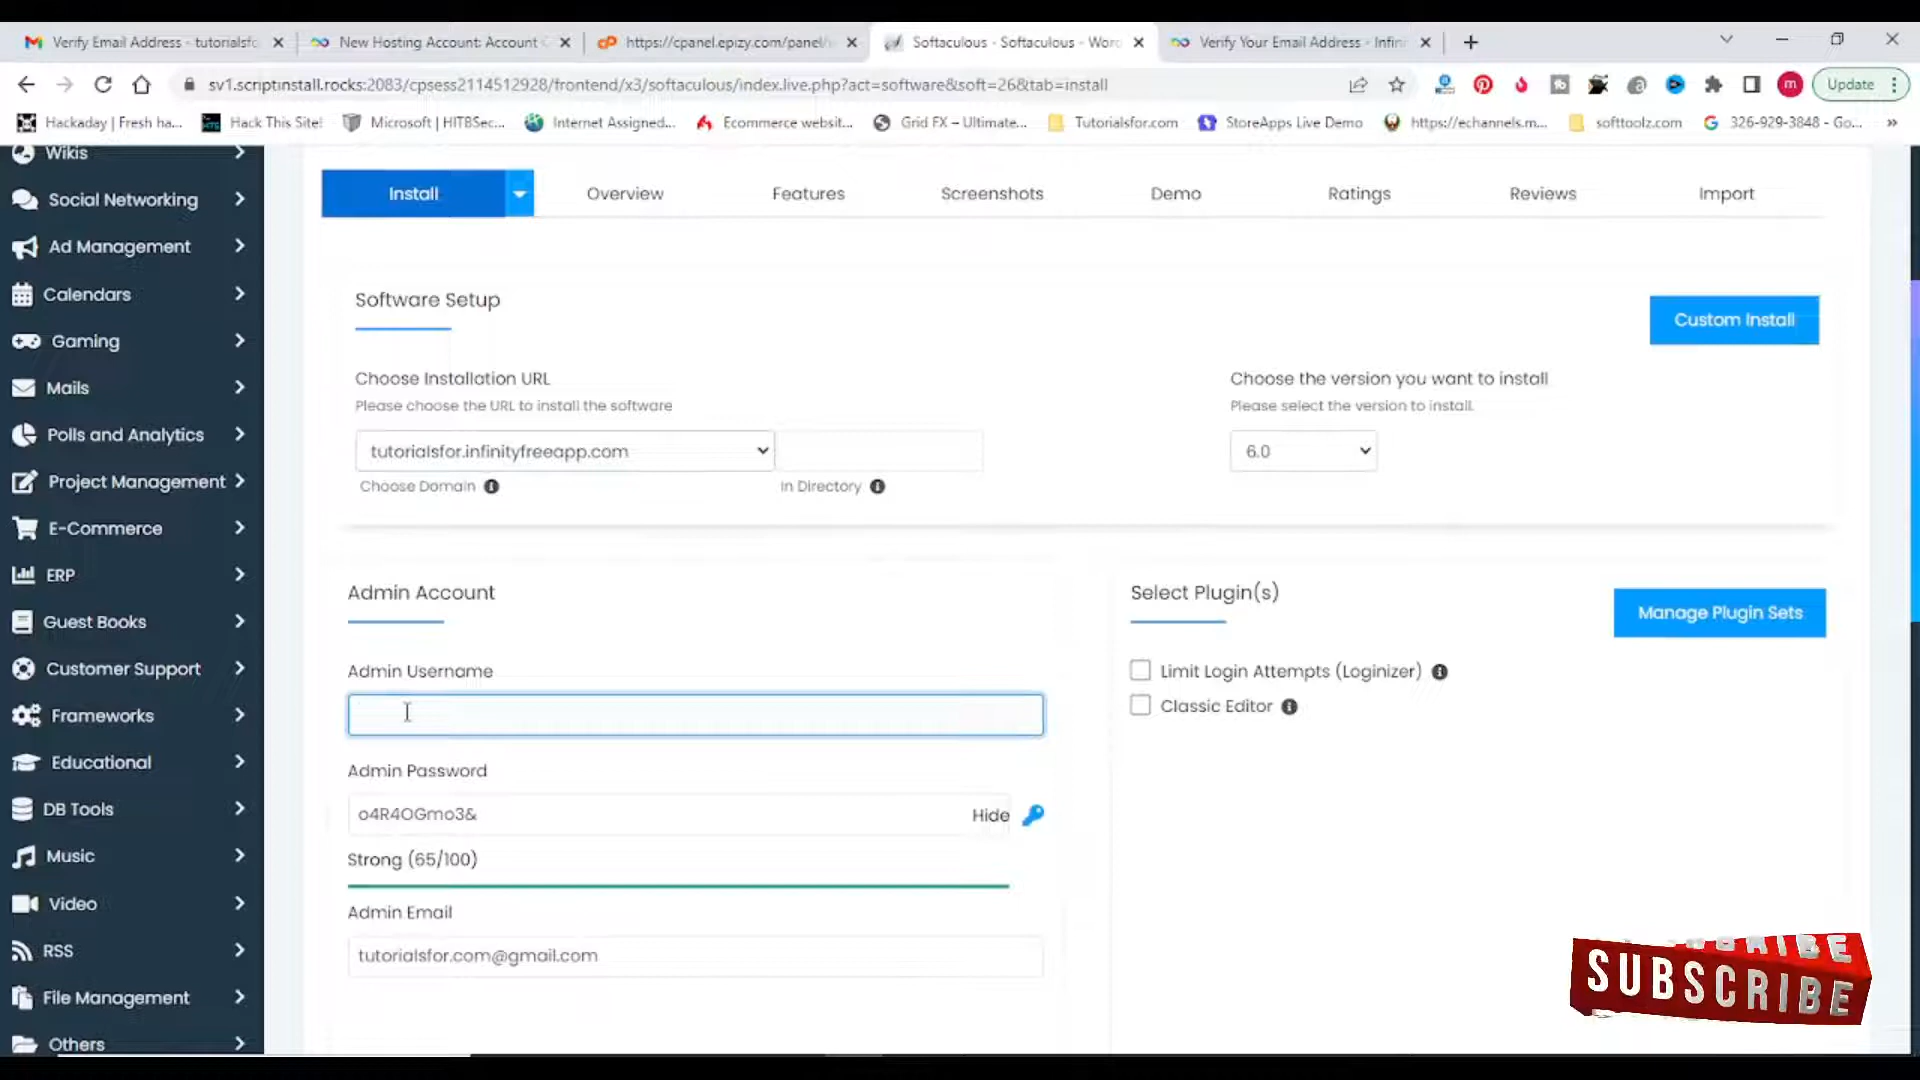 Verify Email Address - tutorialsfo
New Hosting Account: Account
https://cpanel.epizy.com/panel/
Softaculous - Softaculous - Word
Verify Your Email Address - Infini
sv1.scriptinstall.rocks:2083/cpsess2114512928/frontend/x3/softaculous/index.live.php?act=software&soft=26&tab=install
m
Update
Hackaday | Fresh ha...
Hack This Site!
Microsoft | HITBSec...
Internet Assigned...
Ecommerce websit...
Grid FX – Ultimate...
Tutorialsfor.com
StoreApps Live Demo
https://echannels.m...
softtoolz.com
326-929-3848 - Go...
»
Wikis
Social Networking
Ad Management
Calendars
Gaming
Mails
Polls and Analytics
Project Management
E-Commerce
ERP
Guest Books
Customer Support
Frameworks
Educational
DB Tools
Music
Video
RSS
File Management
Others
Install
Overview
Features
Screenshots
Demo
Ratings
Reviews
Import
Software Setup
Custom Install
Choose Installation URL
Please choose the URL to install the software
tutorialsfor.infinityfreeapp.com
Choose Domain
In Directory
Choose the version you want to install
Please select the version to install.
6.0
Admin Account
Admin Username
Admin Password
o4R4OGmo3&
Hide
Strong (65/100)
Admin Email
tutorialsfor.com@gmail.com
Select Plugin(s)
Manage Plugin Sets
Limit Login Attempts (Loginizer)
Classic Editor
SUBSCRIBE